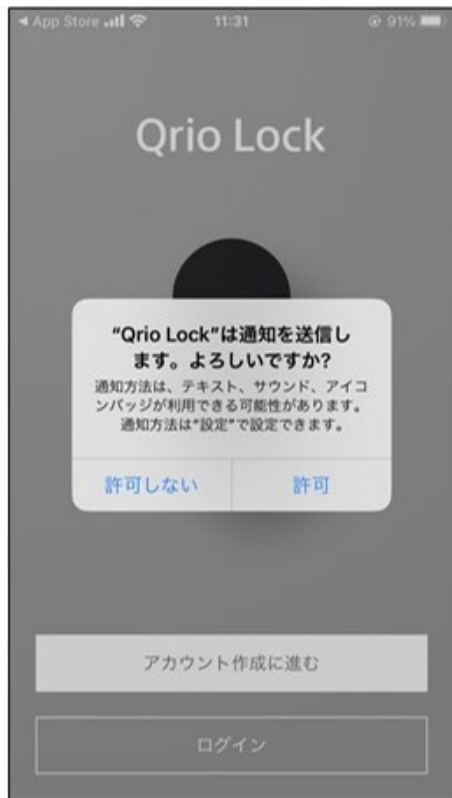 ◀ App Store 11:31 91%
Qrio Lock
“Qrio Lock”は通知を送信し
ます。よろしいですか?
通知方法は、テキスト、サウンド、アイコ
ンバッジが利用できる可能性があります。
通知方法は“設定”で設定できます。
許可しない 許可
アカウント作成に進む
ログイン